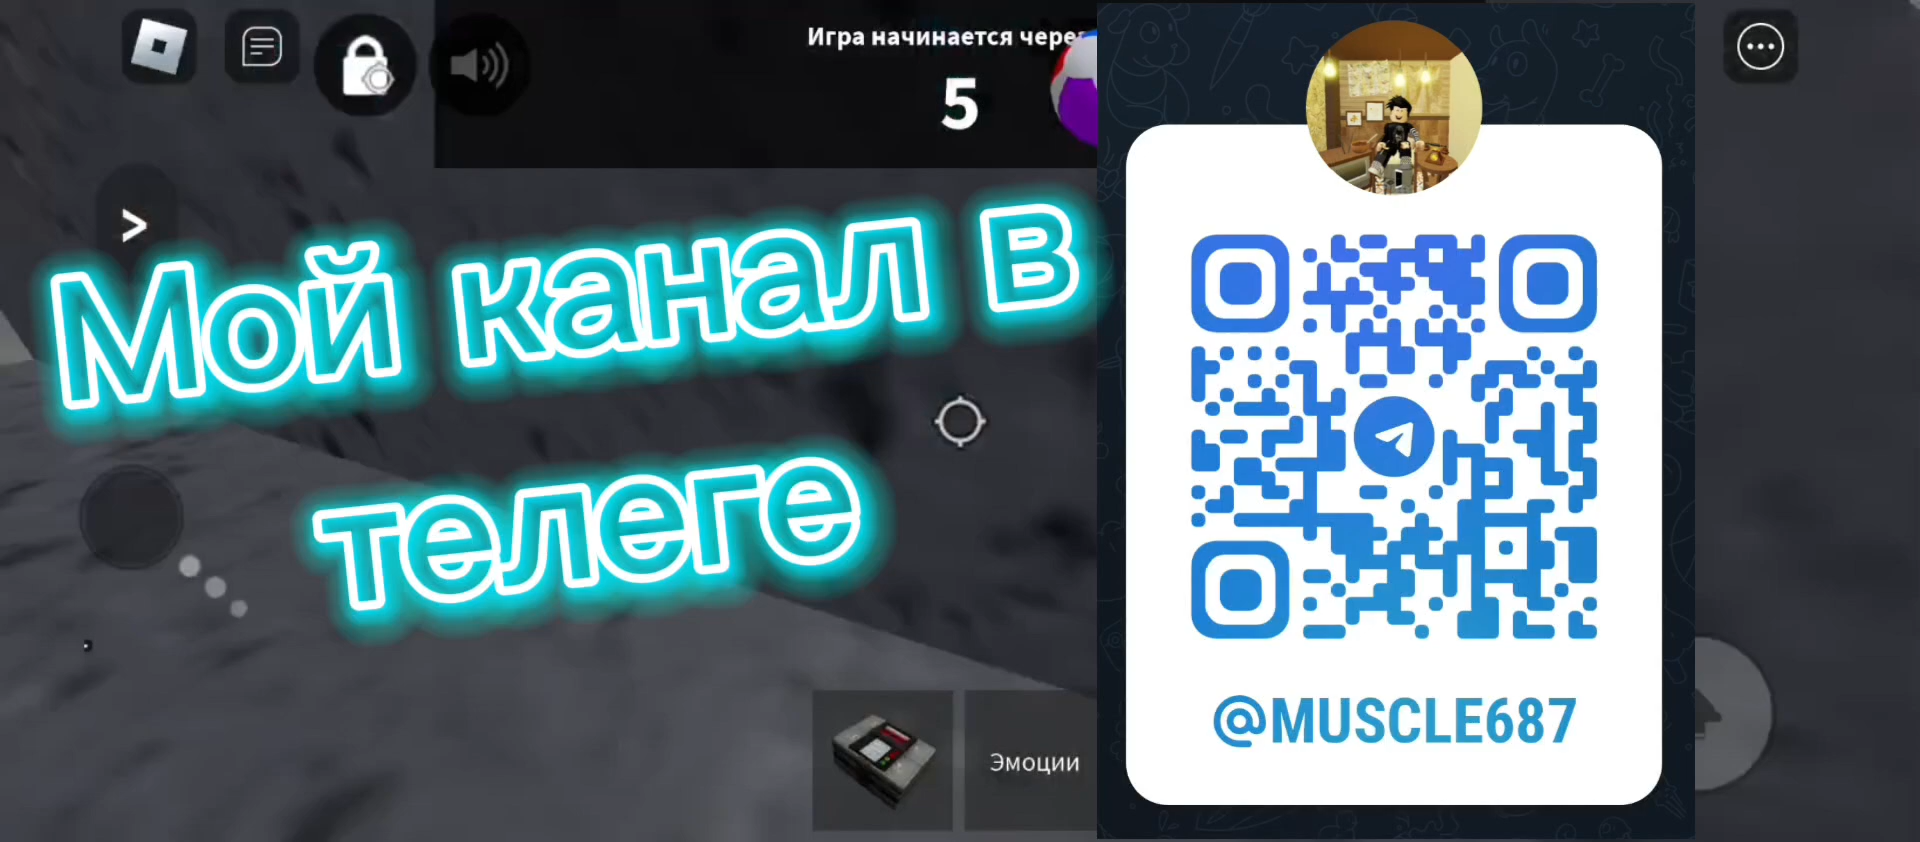 Игра начинается чере
5
Мой канал в
телеге
Эмоции
@MUSCLE687